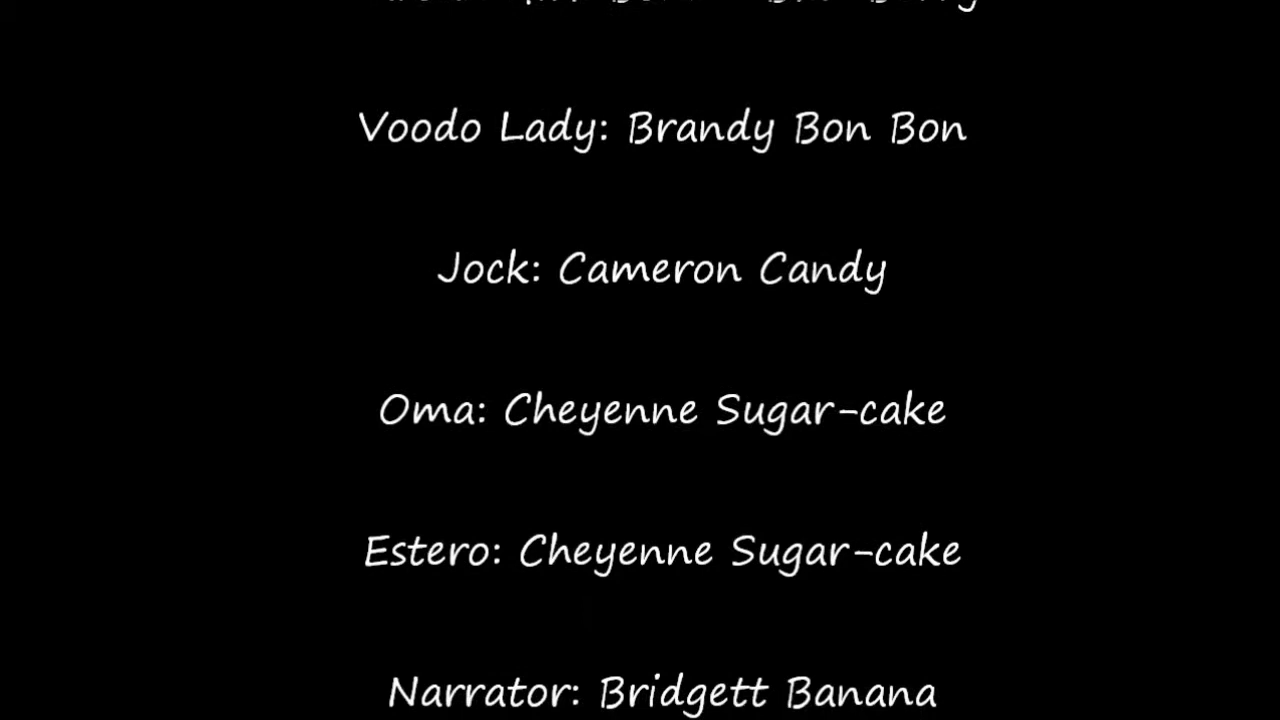 Voodo Lady: Brandy Bon Bon
Jock: Cameron Candy
Oma: Cheyenne Sugar-cake
Estero: Cheyenne Sugar-cake
Narrator: Bridgett Banana